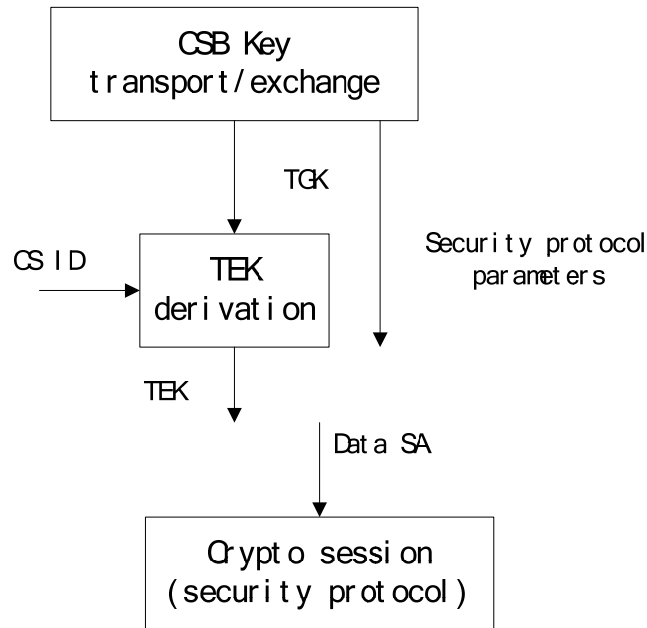 CSB Key
transport/exchange
TGK
Security protocol
parameters
CS ID
TEK
derivation
TEK
Data SA
Crypto session
(security protocol)